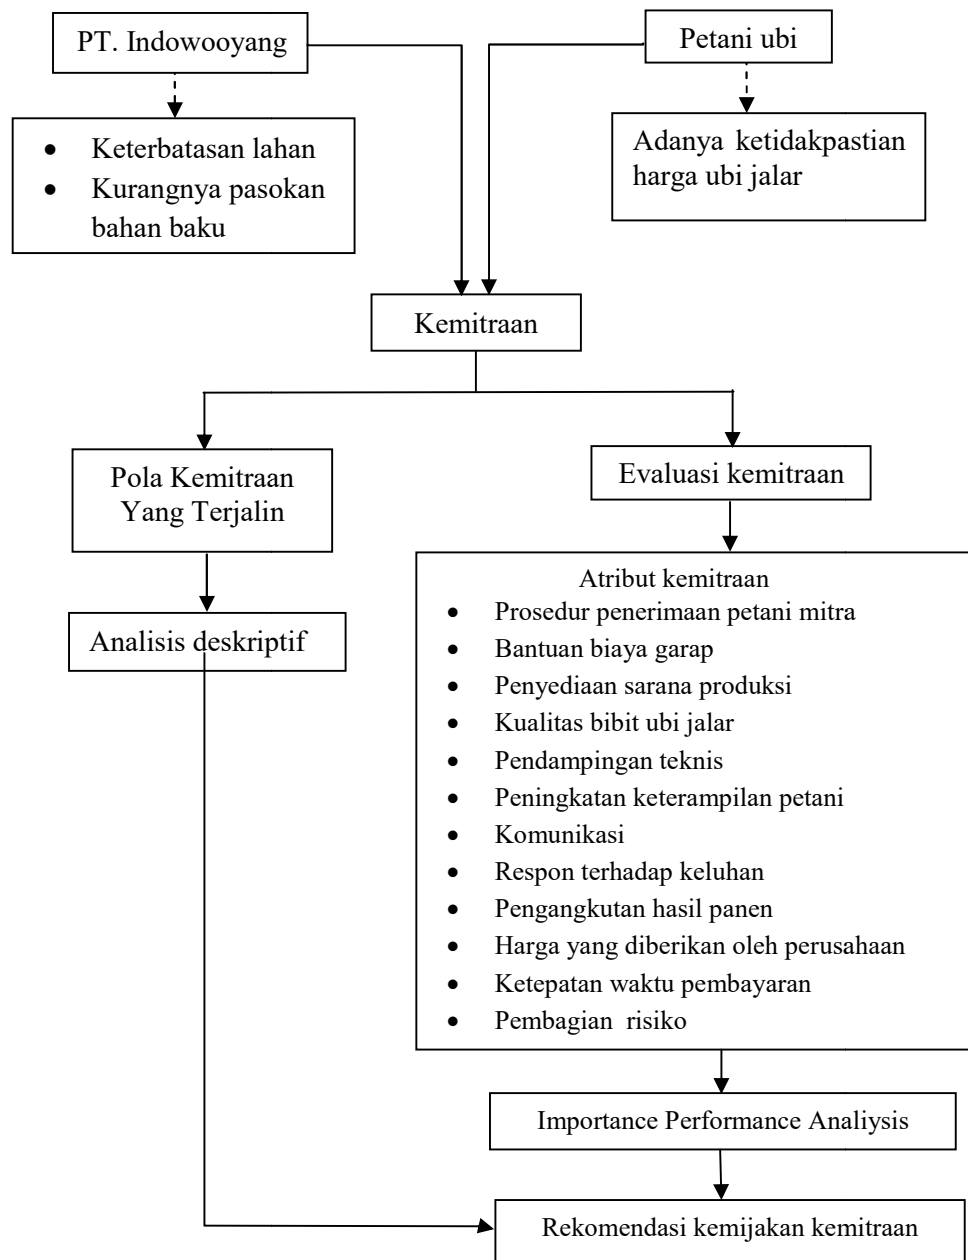 PT. Indowooyang
Petani ubi
• Keterbatasan lahan
• Kurangnya pasokan
bahan baku
Adanya ketidakpastian
harga ubi jalar
Kemitraan
Pola Kemitraan
Yang Terjalin
Evaluasi kemitraan
Analisis deskriptif
Atribut kemitraan
• Prosedur penerimaan petani mitra
• Bantuan biaya garap
• Penyediaan sarana produksi
• Kualitas bibit ubi jalar
• Pendampingan teknis
• Peningkatan keterampilan petani
• Komunikasi
• Respon terhadap keluhan
• Pengangkutan hasil panen
• Harga yang diberikan oleh perusahaan
• Ketepatan waktu pembayaran
• Pembagian risiko
Importance Performance Analiysis
Rekomendasi kemijakan kemitraan